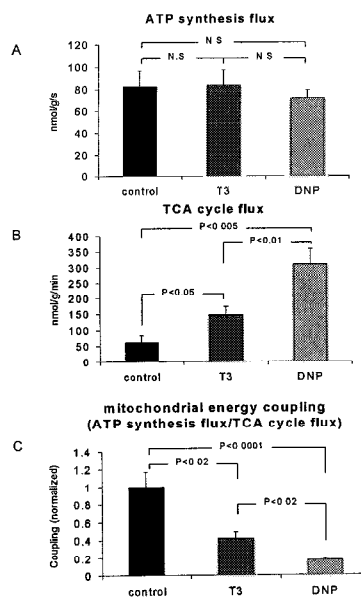 ATP synthesis flux
A
N S
N.S
N S
nmol/g/s
120
100
80
60
40
20
0
control T3 DNP
TCA cycle flux
B
P<0 005
P<0.01
P<0.05
nmol/g/min
400
350
300
250
200
150
100
50
0
control T3 DNP
mitochondrial energy coupling
(ATP synthesis flux/TCA cycle flux)
C
P<0 0001
P<0 02
P<0 02
Coupling (normalized)
1.4
1.2
1
0.8
0.6
0.4
0.2
0
control T3 DNP